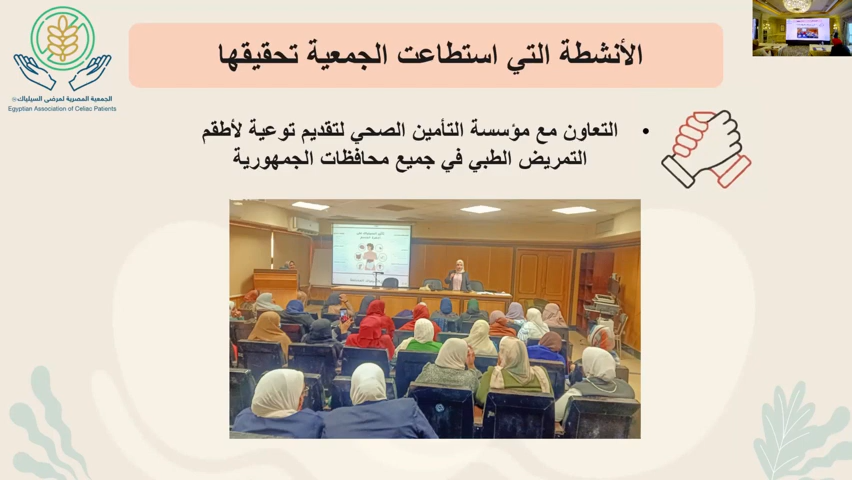 الأنشطة التي استطاعت الجمعية تحقيقها
الجمعية المصرية لمرضى السيلياك
Egyptian Association of Celiac Patients
• التعاون مع مؤسسة التأمين الصحي لتقديم توعية لأطقم
التمريض الطبي في جميع محافظات الجمهورية